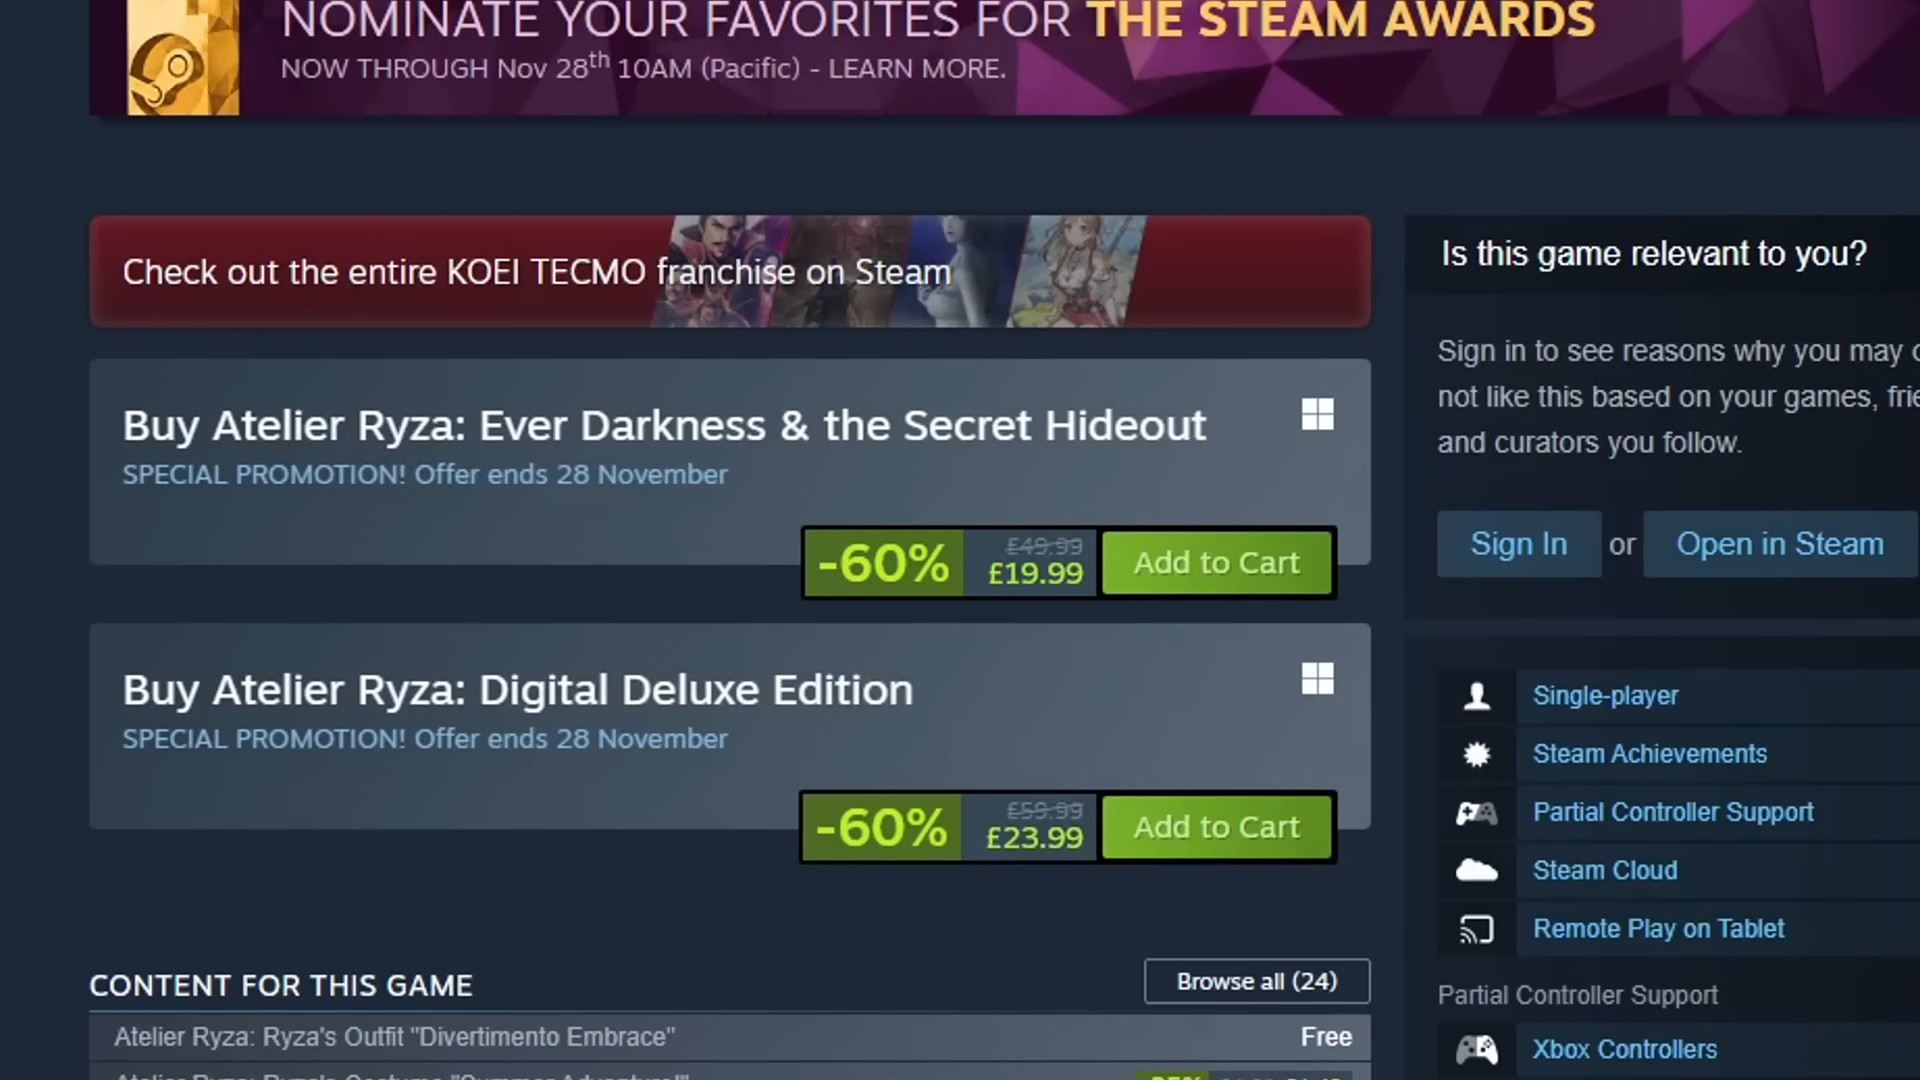 NOMINATE YOUR FAVORITES FOR THE STEAM AWARDS
NOW THROUGH Nov 28th 10AM (Pacific) - LEARN MORE.
Check out the entire KOEI TECMO franchise on Steam
Buy Atelier Ryza: Ever Darkness & the Secret Hideout
SPECIAL PROMOTION! Offer ends 28 November
-60%
£49.99
£19.99
Add to Cart
Buy Atelier Ryza: Digital Deluxe Edition
SPECIAL PROMOTION! Offer ends 28 November
-60%
£59.99
£23.99
Add to Cart
CONTENT FOR THIS GAME
Browse all (24)
Atelier Ryza: Ryza's Outfit "Divertimento Embrace"
Free
Is this game relevant to you?
Sign in to see reasons why you may
not like this based on your games,
and curators you follow.
Sign In or Open in Steam
Single-player
Steam Achievements
Partial Controller Support
Steam Cloud
Remote Play on Tablet
Partial Controller Support
Xbox Controllers